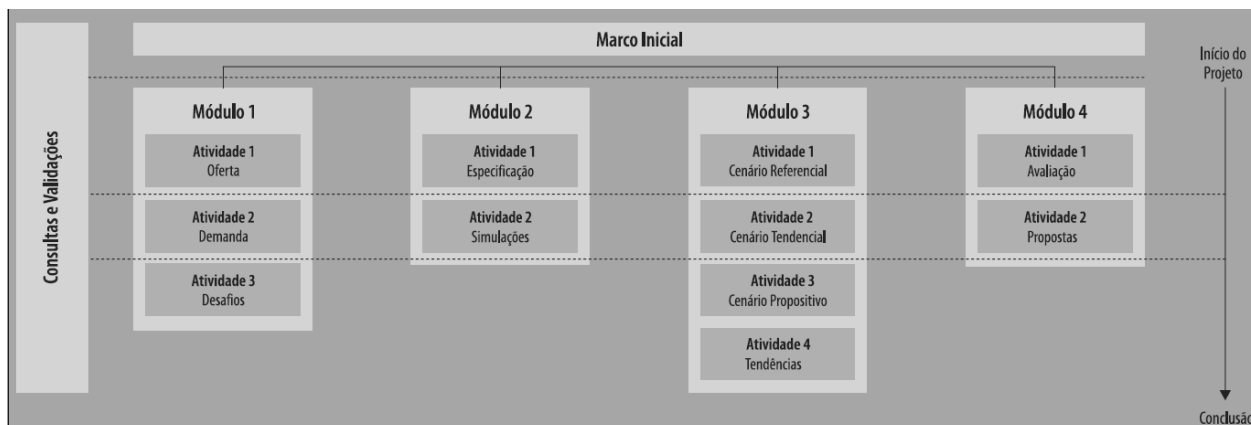 Consultas e Validações
Marco Inicial
Início do
Projeto
Módulo 1
Atividade 1
Oferta
Atividade 2
Demanda
Atividade 3
Desafios
Módulo 2
Atividade 1
Especificação
Atividade 2
Simulações
Módulo 3
Atividade 1
Cenário Referencial
Atividade 2
Cenário Tendencial
Atividade 3
Cenário Propositivo
Atividade 4
Tendências
Módulo 4
Atividade 1
Avaliação
Atividade 2
Propostas
Conclusão